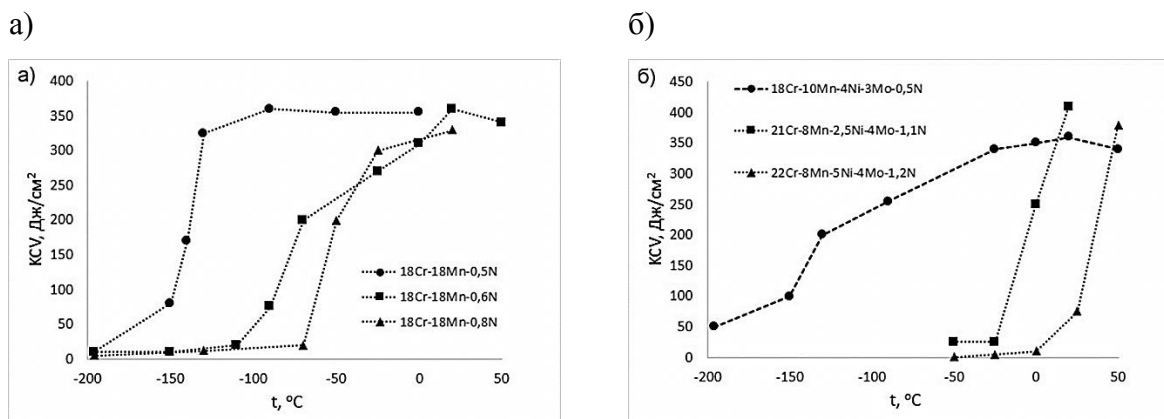 а)
б)
а)
KCV, Дж/см²
400
350
300
250
200
150
100
50
0
-200
-150
-100
-50
0
50
t, °C
18Cr-18Mn-0,5N
18Cr-18Mn-0,6N
18Cr-18Mn-0,8N
б)
KCV, Дж/см²
450
400
350
300
250
200
150
100
50
0
-200
-150
-100
-50
0
50
t, °C
18Cr-10Mn-4Ni-3Mo-0,5N
21Cr-8Mn-2,5Ni-4Mo-1,1N
22Cr-8Mn-5Ni-4Mo-1,2N